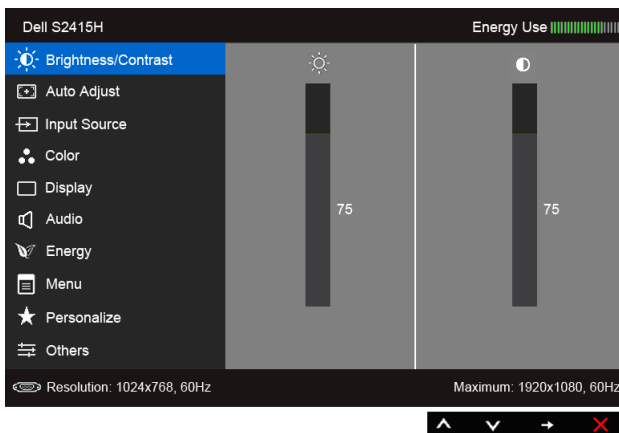 Dell S2415H
Energy Use
Brightness/Contrast
Auto Adjust
Input Source
Color
Display
Audio
Energy
Menu
Personalize
Others
75
75
Resolution: 1024x768, 60Hz
Maximum: 1920x1080, 60Hz